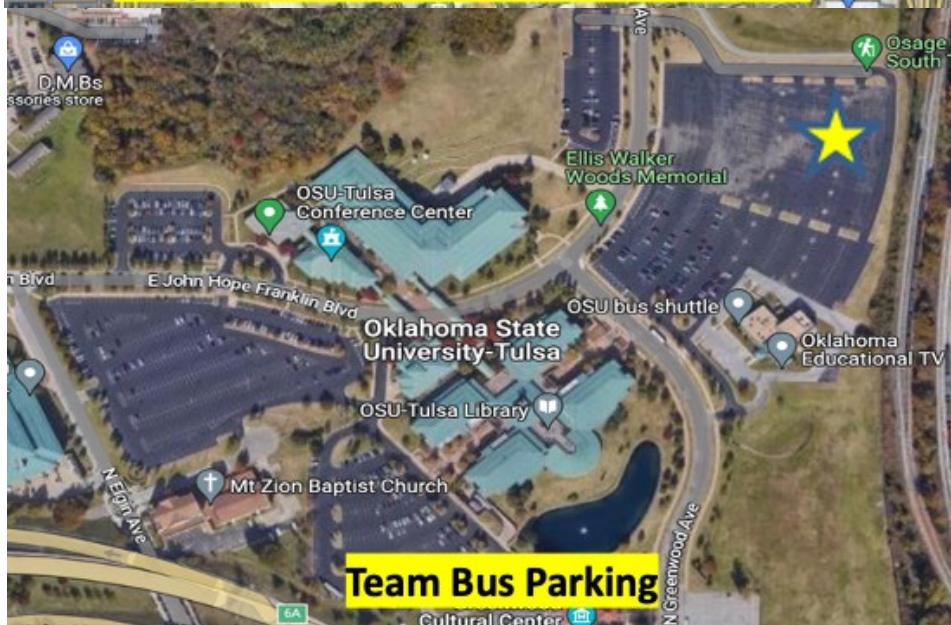 Ave
Osage
South T
D,M,Bs
ssories store
Ellis Walker
Woods Memorial
OSU-Tulsa
Conference Center
n Blvd
E John Hope Franklin Blvd
OSU bus shuttle
Oklahoma State
University-Tulsa
Oklahoma
Educational TV
OSU-Tulsa Library
Mt Zion Baptist Church
N Elgin Ave
N Greenwood Ave
Team Bus Parking
6A
Cultural Center